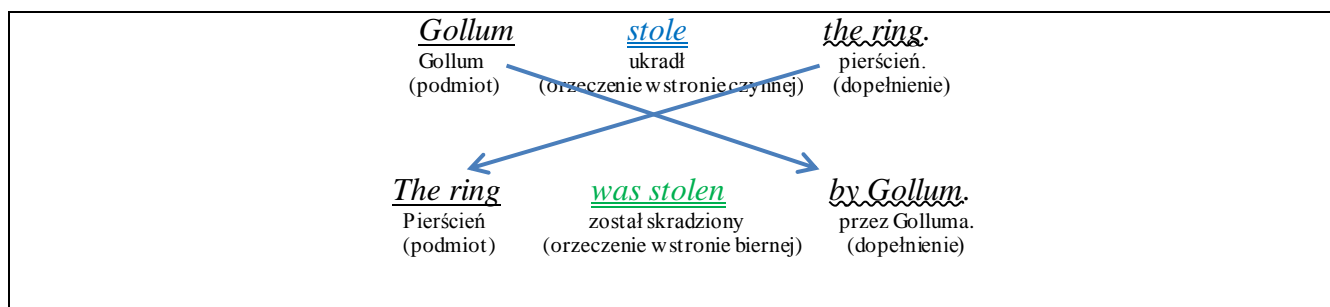 Gollum stole the ring.
Gollum ukradł pierścień.
(podmiot) (orzeczenie w stronie czynnej) (dopełnienie)
The ring was stolen by Gollum.
Pierścień został skradziony przez Golluma.
(podmiot) (orzeczenie w stronie biernej) (dopełnienie)